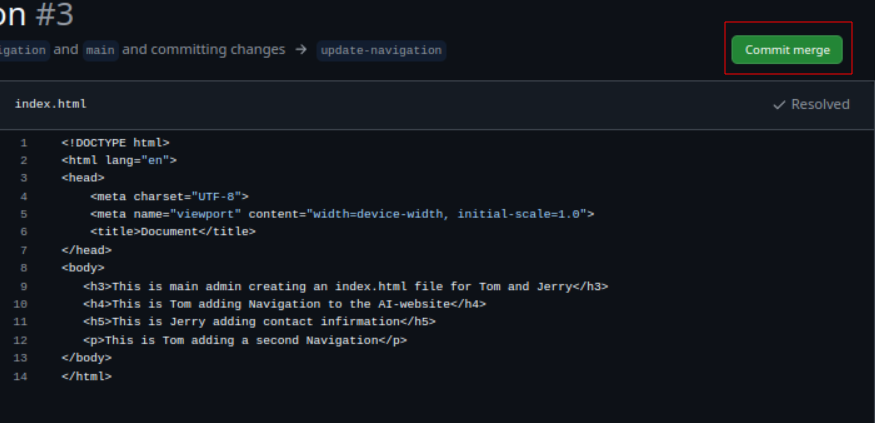 on #3
igation and main and committing changes → update-navigation
Commit merge
index.html
✓ Resolved
1 <!DOCTYPE html>
2 <html lang="en">
3 <head>
4     <meta charset="UTF-8">
5     <meta name="viewport" content="width=device-width, initial-scale=1.0">
6     <title>Document</title>
7 </head>
8 <body>
9    <h3>This is main admin creating an index.html file for Tom and Jerry</h3>
10    <h4>This is Tom adding Navigation to the AI-website</h4>
11    <h5>This is Jerry adding contact infirmation</h5>
12    <p>This is Tom adding a second Navigation</p>
13 </body>
14 </html>